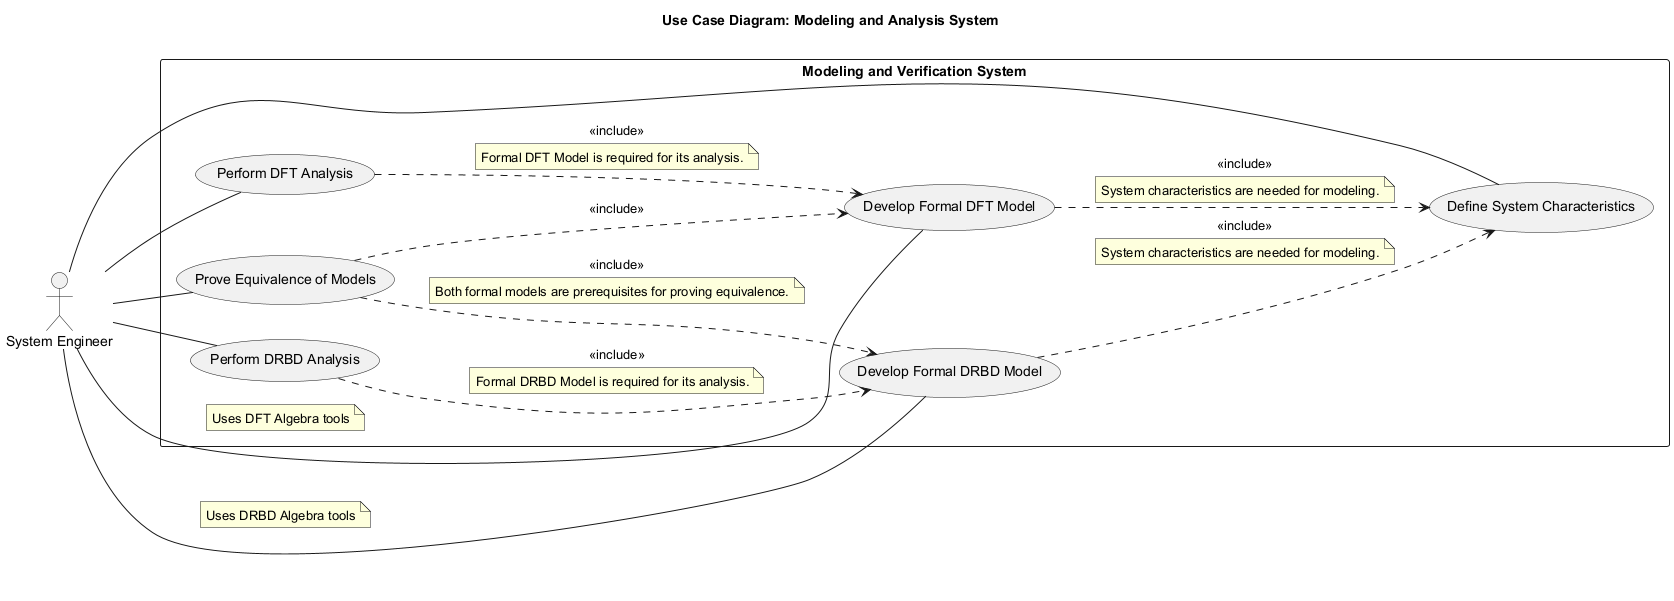 Use Case Diagram: Modeling and Analysis System
Modeling and Verification System
«include»
Formal DFT Model is required for its analysis.
Perform DFT Analysis
«include»
System characteristics are needed for modeling.
Develop Formal DFT Model
Define System Characteristics
«include»
«include»
System characteristics are needed for modeling.
«include»
Prove Equivalence of Models
Both formal models are prerequisites for proving equivalence.
System Engineer
Perform DRBD Analysis
«include»
Formal DRBD Model is required for its analysis.
Develop Formal DRBD Model
Uses DFT Algebra tools
Uses DRBD Algebra tools